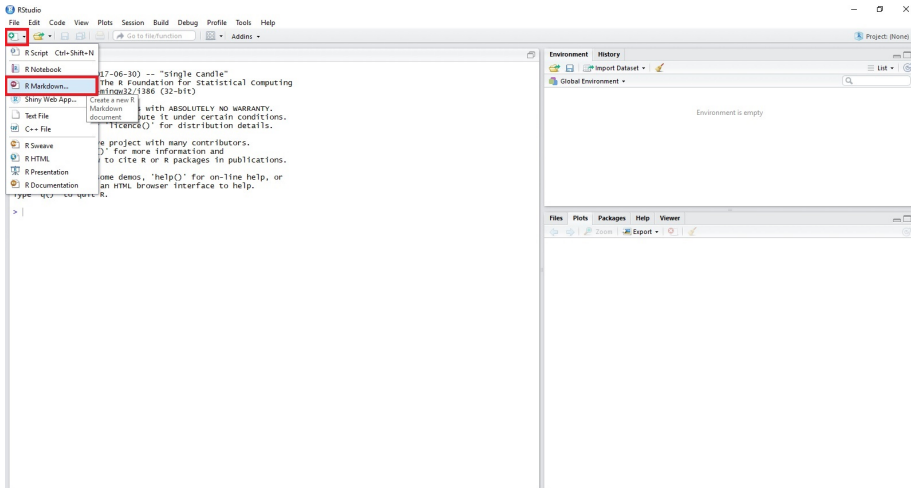 RStudio
File Edit Code View Plots Session Build Debug Profile Tools Help
Go to file/function Addins
Project: (None)
R Script Ctrl+Shift+N
R Notebook
R Markdown...
Shiny Web App...
Text File
C++ File
R Sweave
R HTML
R Presentation
R Documentation
Create a new R
Markdown
document
17-06-30) -- "Single Candle"
The R Foundation for Statistical Computing
mingw32/i386 (32-bit)
s with ABSOLUTELY NO WARRANTY.
bute it under certain conditions.
'licence()' for distribution details.
e project with many contributors.
)' for more information and
to cite R or R packages in publications.
ome demos, 'help()' for on-line help, or
an HTML browser interface to help.
Type 'q()' to quit R.
>
Environment History
Import Dataset
List
Global Environment
Environment is empty
Files Plots Packages Help Viewer
Zoom Export